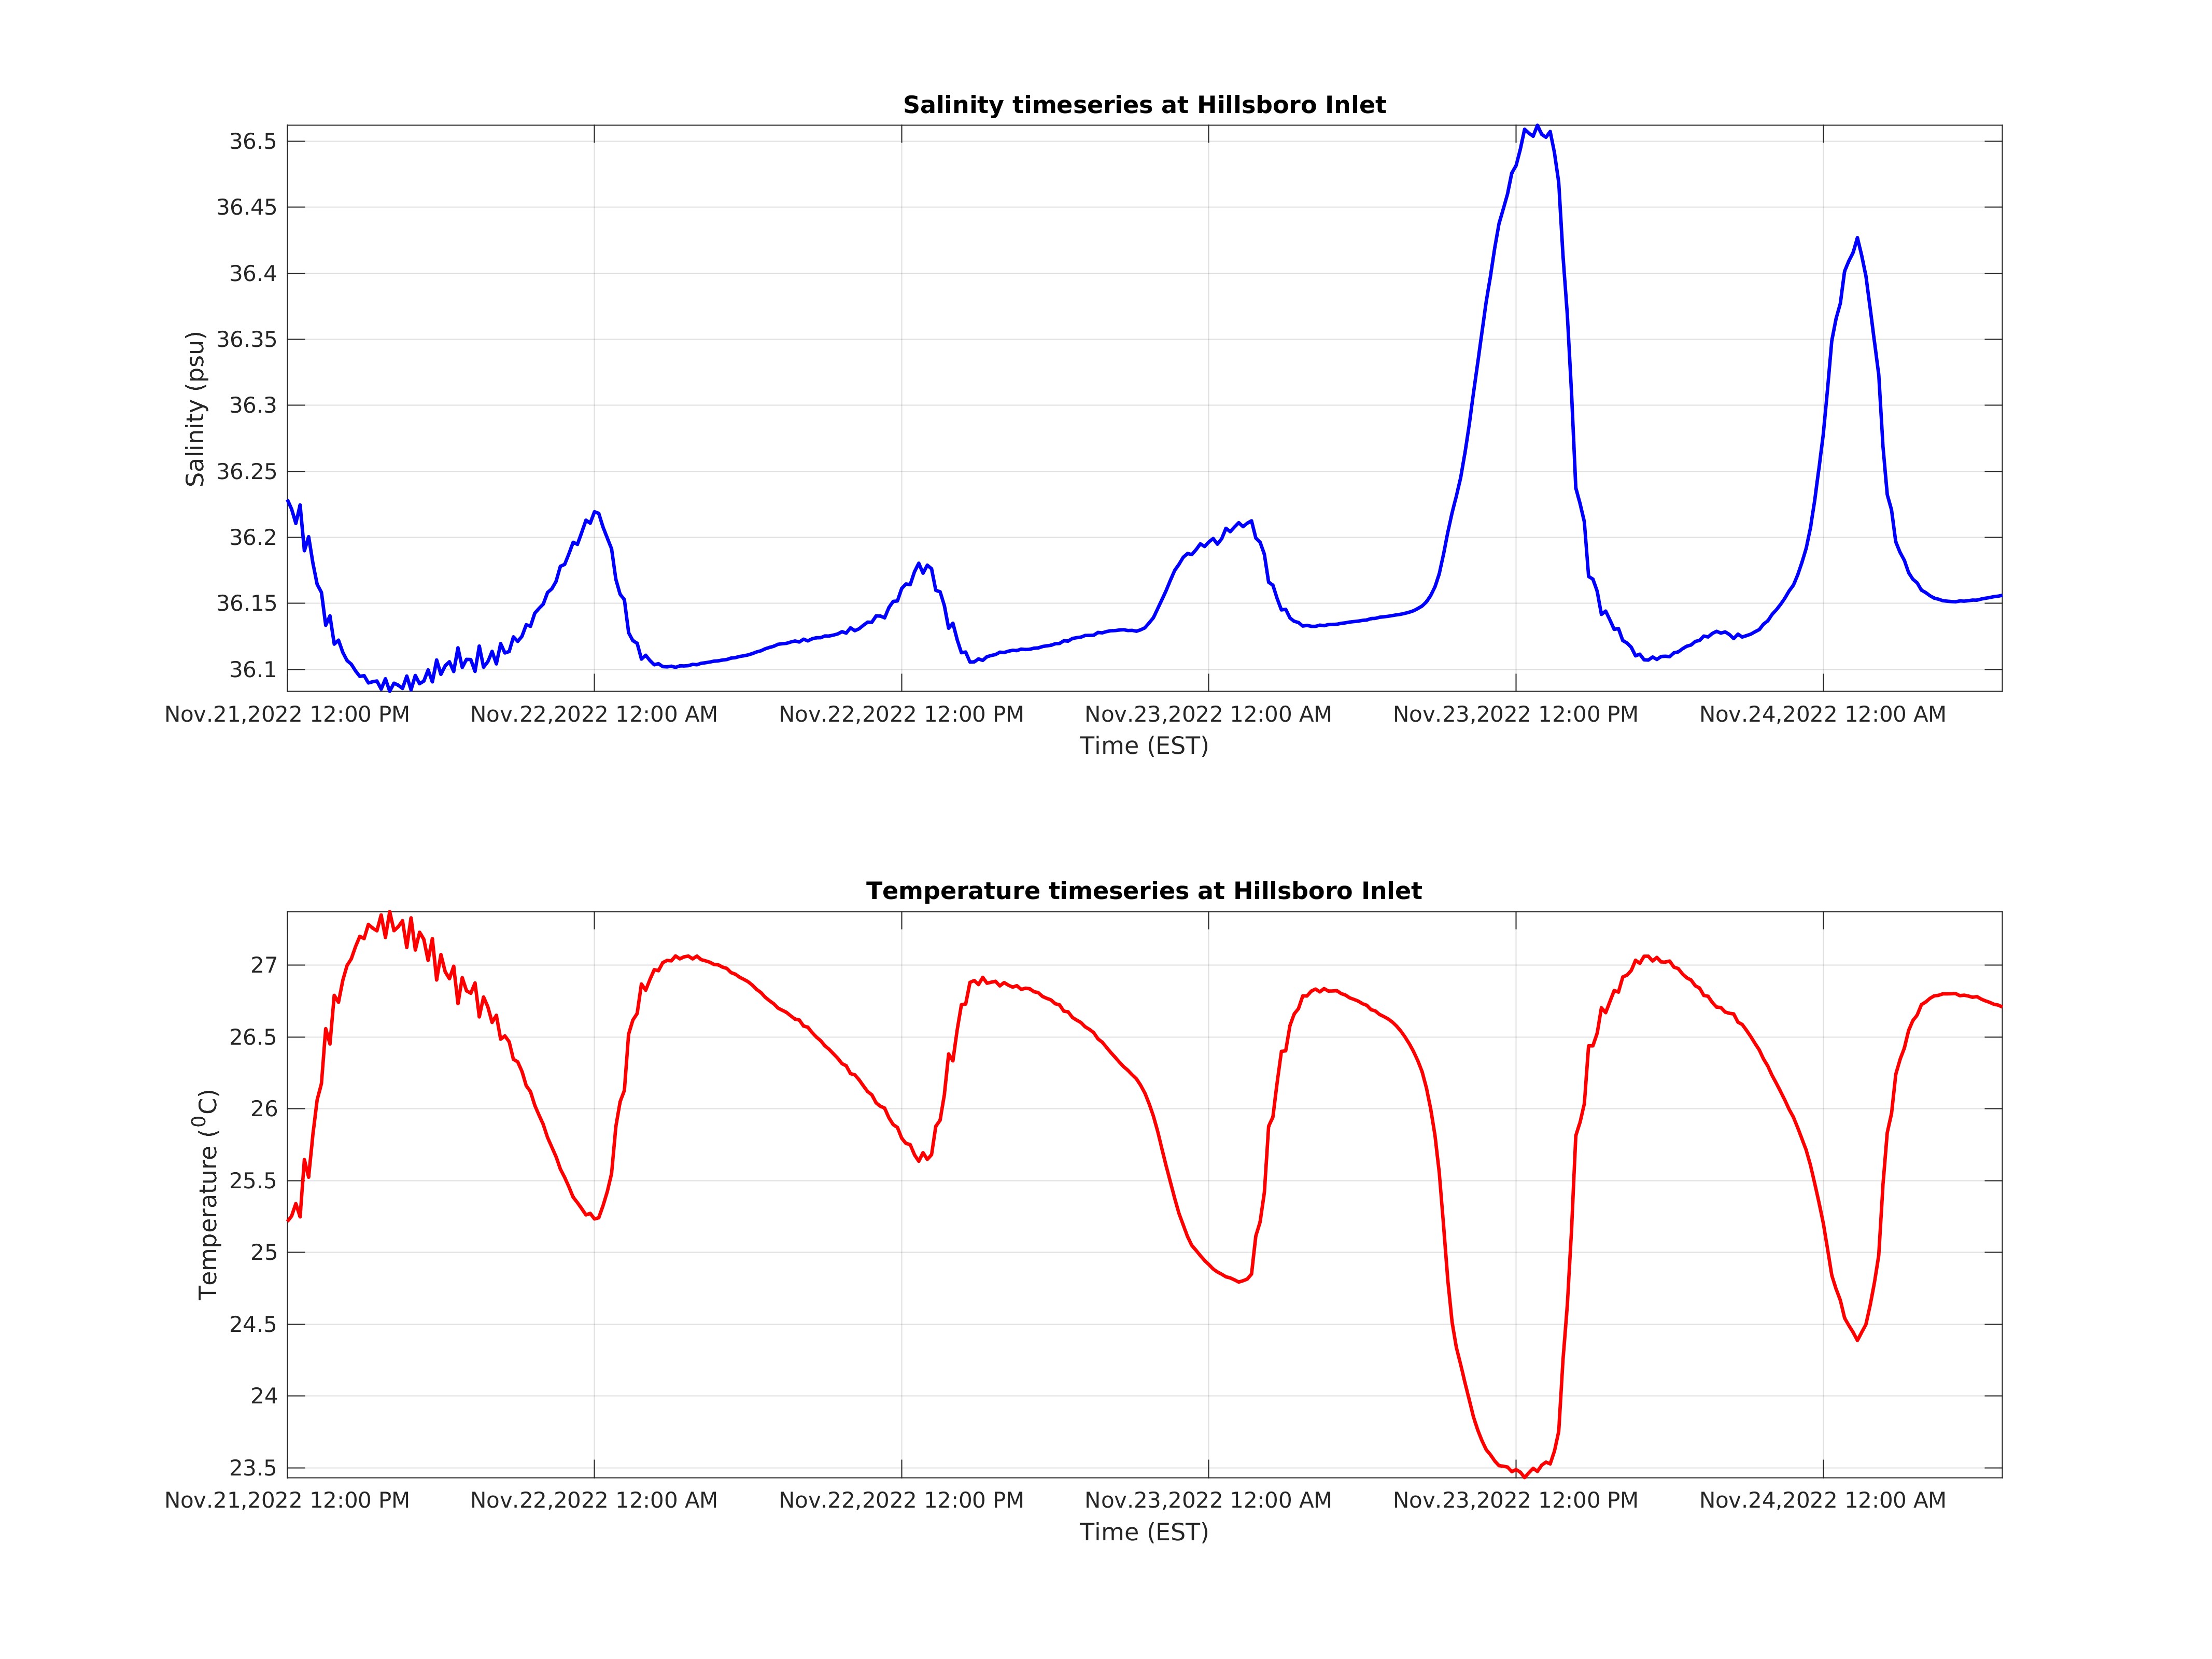 Salinity timeseries at Hillsboro Inlet
36.5
36.45
36.4
36.35
36.3
36.25
36.2
36.15
36.1
Salinity (psu)
Nov.21,2022 12:00 PM Nov.22,2022 12:00 AM Nov.22,2022 12:00 PM Nov.23,2022 12:00 AM Nov.23,2022 12:00 PM Nov.24,2022 12:00 AM
Time (EST)
Temperature timeseries at Hillsboro Inlet
27
26.5
26
25.5
25
24.5
24
23.5
Temperature (⁰C)
Nov.21,2022 12:00 PM Nov.22,2022 12:00 AM Nov.22,2022 12:00 PM Nov.23,2022 12:00 AM Nov.23,2022 12:00 PM Nov.24,2022 12:00 AM
Time (EST)